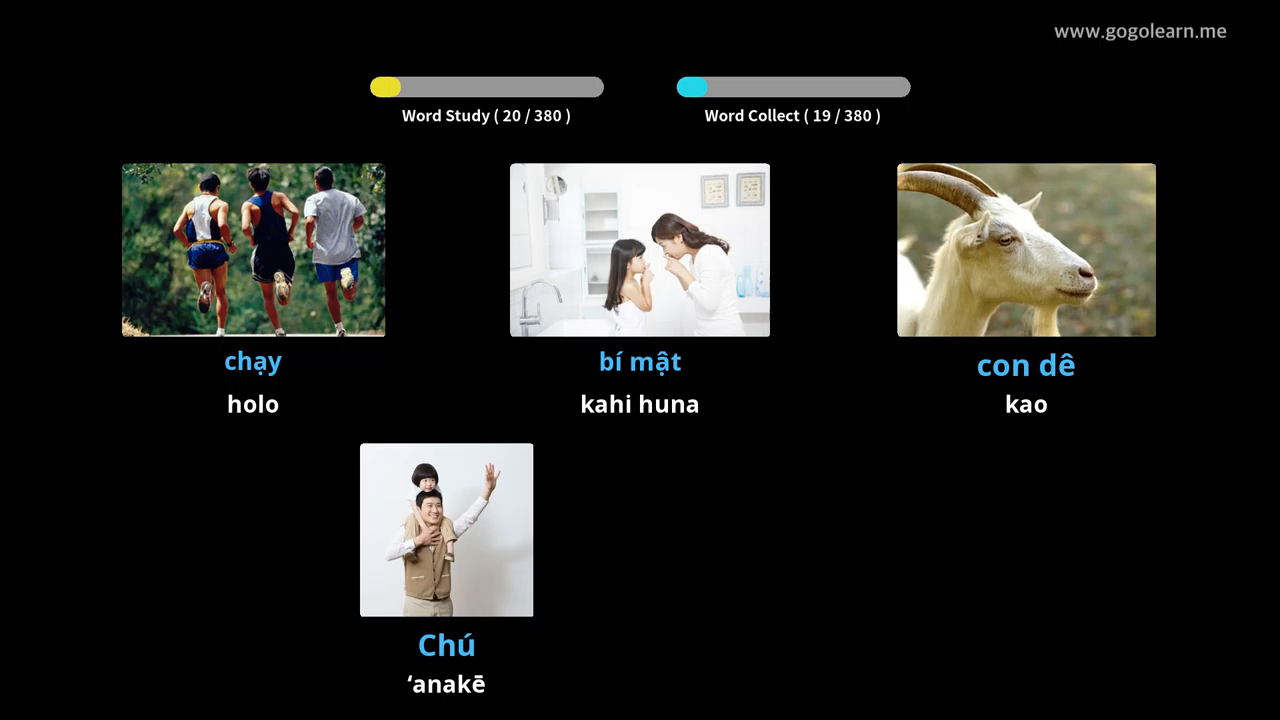 www.gogolearn.me
Word Study ( 20 / 380 )
Word Collect ( 19 / 380 )
chạy
bí mật
con dê
holo
kahi huna
kao
Chú
ʻanakē